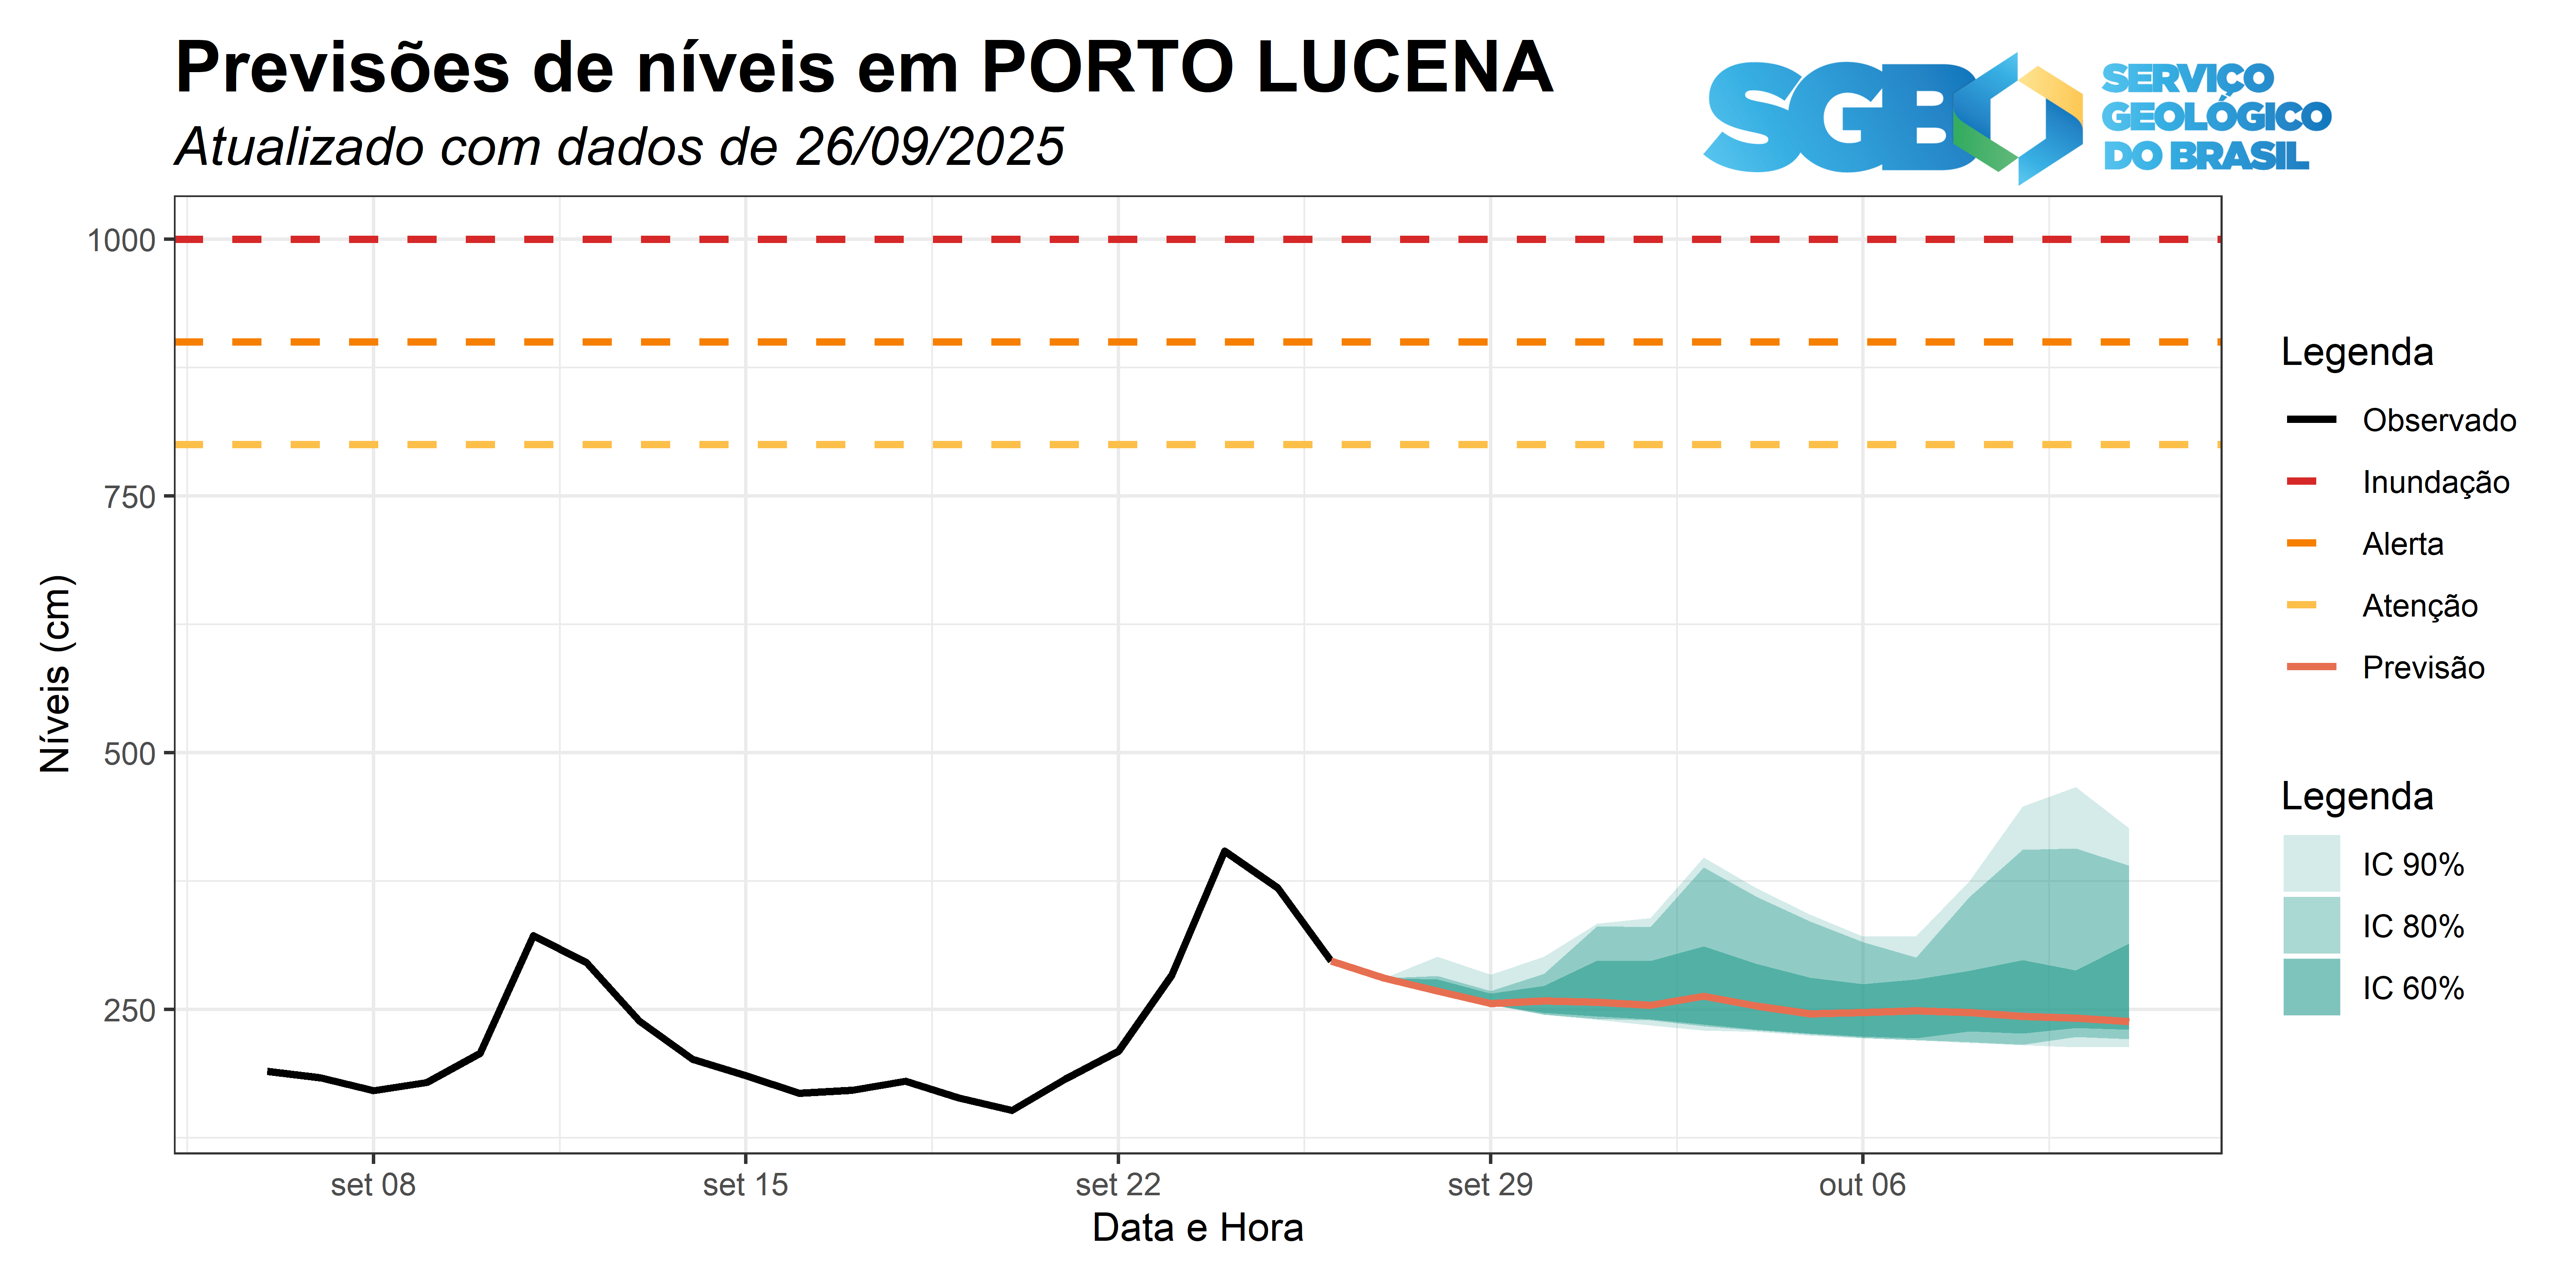 Previsões de níveis em PORTO LUCENA
Atualizado com dados de 26/09/2025
SGB
SERVIÇO
GEOLÓGICO
DO BRASIL
1000
750
500
250
Níveis (cm)
set 08
set 15
set 22
set 29
out 06
Data e Hora
Legenda
Observado
Inundação
Alerta
Atenção
Previsão
Legenda
IC 90%
IC 80%
IC 60%